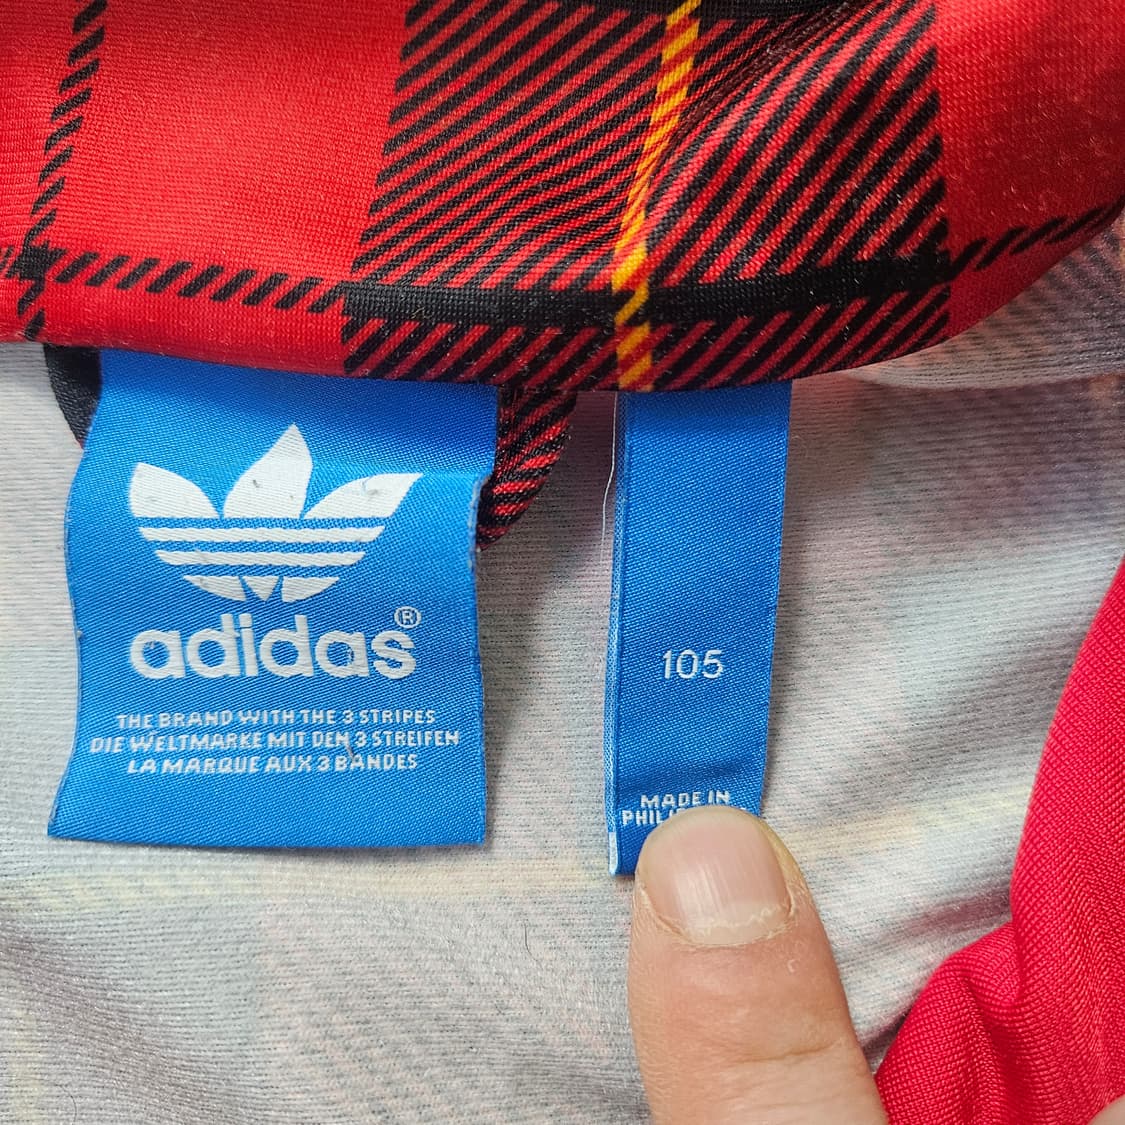 adidas®
THE BRAND WITH THE 3 STRIPES
DIE WELTMARKE MIT DEN 3 STREIFEN
LA MARQUE AUX 3 BANDES
105
MADE IN